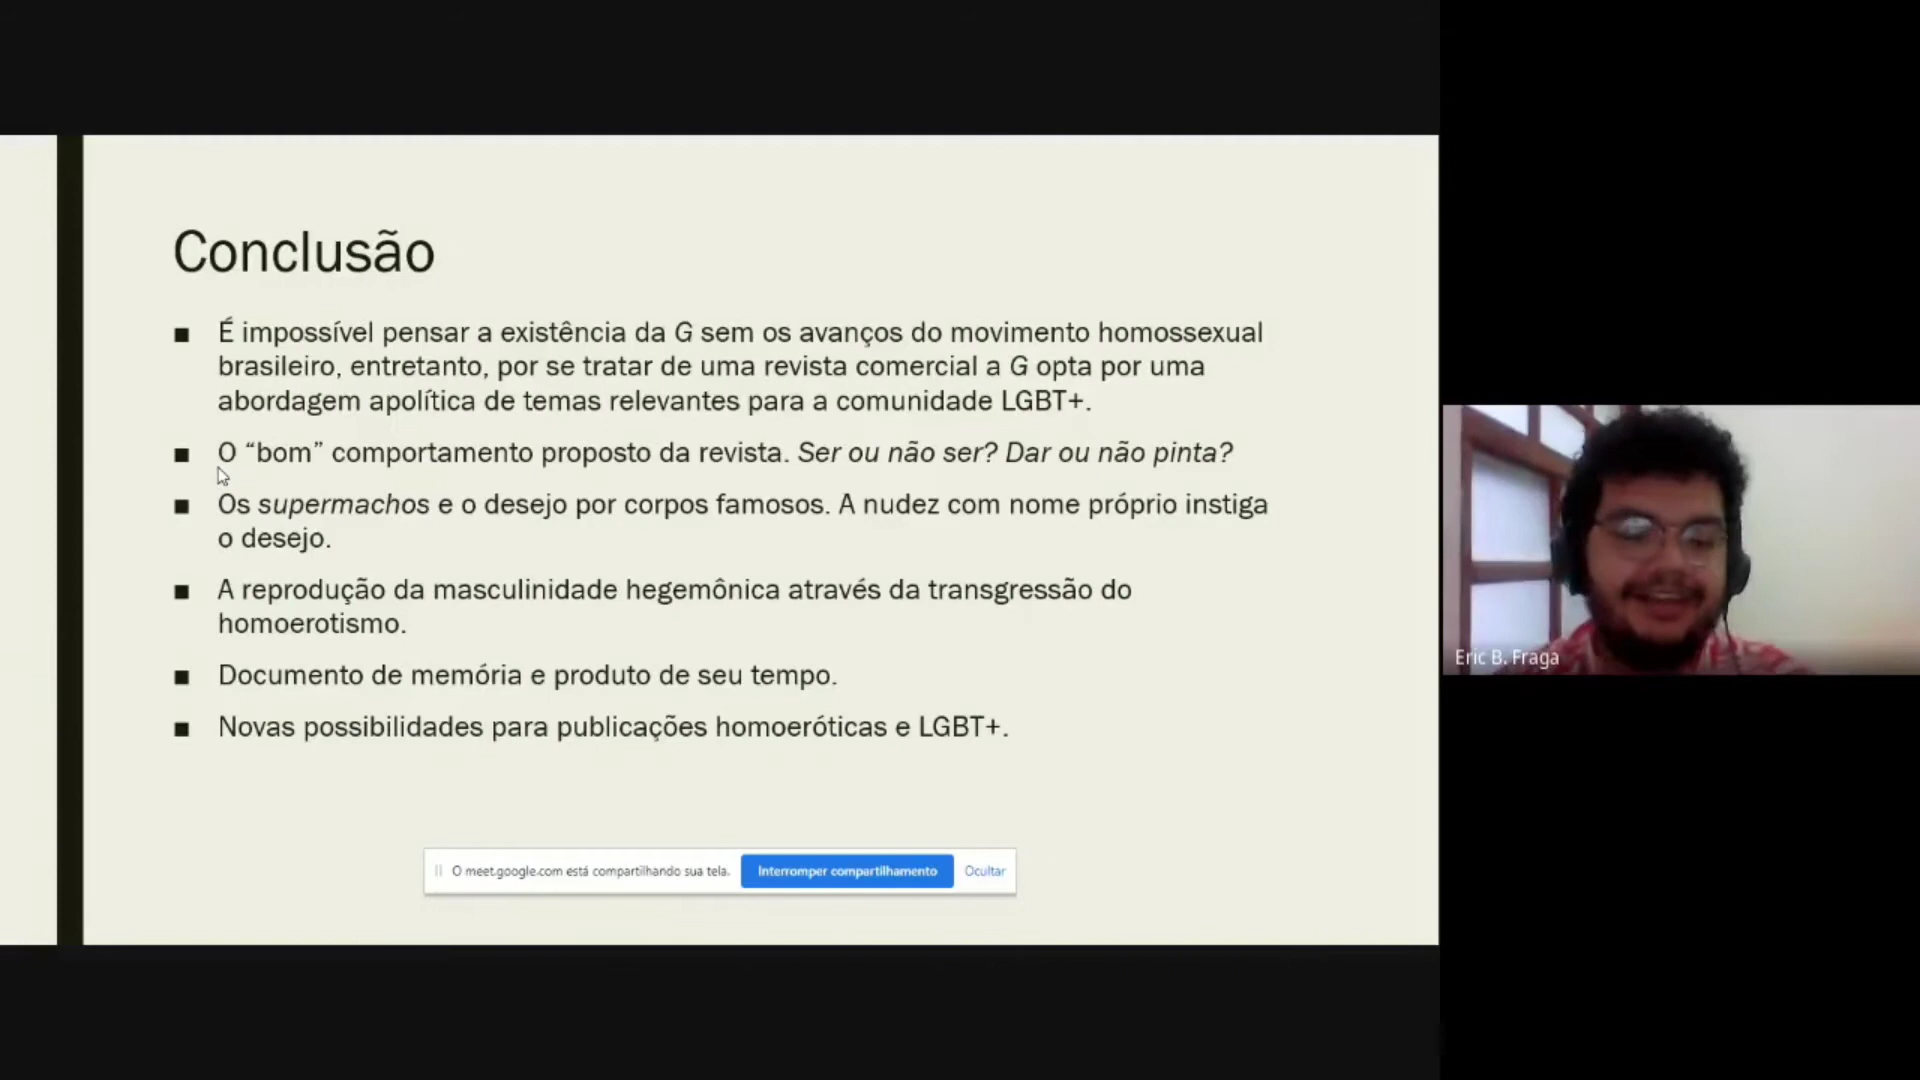 Conclusão
■ É impossível pensar a existência da G sem os avanços do movimento homossexual
brasileiro, entretanto, por se tratar de uma revista comercial a G opta por uma
abordagem apolítica de temas relevantes para a comunidade LGBT+.
■ O “bom” comportamento proposto da revista. Ser ou não ser? Dar ou não pinta?
■ Os supermachos e o desejo por corpos famosos. A nudez com nome próprio instiga
o desejo.
■ A reprodução da masculinidade hegemônica através da transgressão do
homoerotismo.
■ Documento de memória e produto de seu tempo.
■ Novas possibilidades para publicações homoeróticas e LGBT+.
O meet.google.com está compartilhando sua tela. Interromper compartilhamento Ocultar
Eric B. Fraga